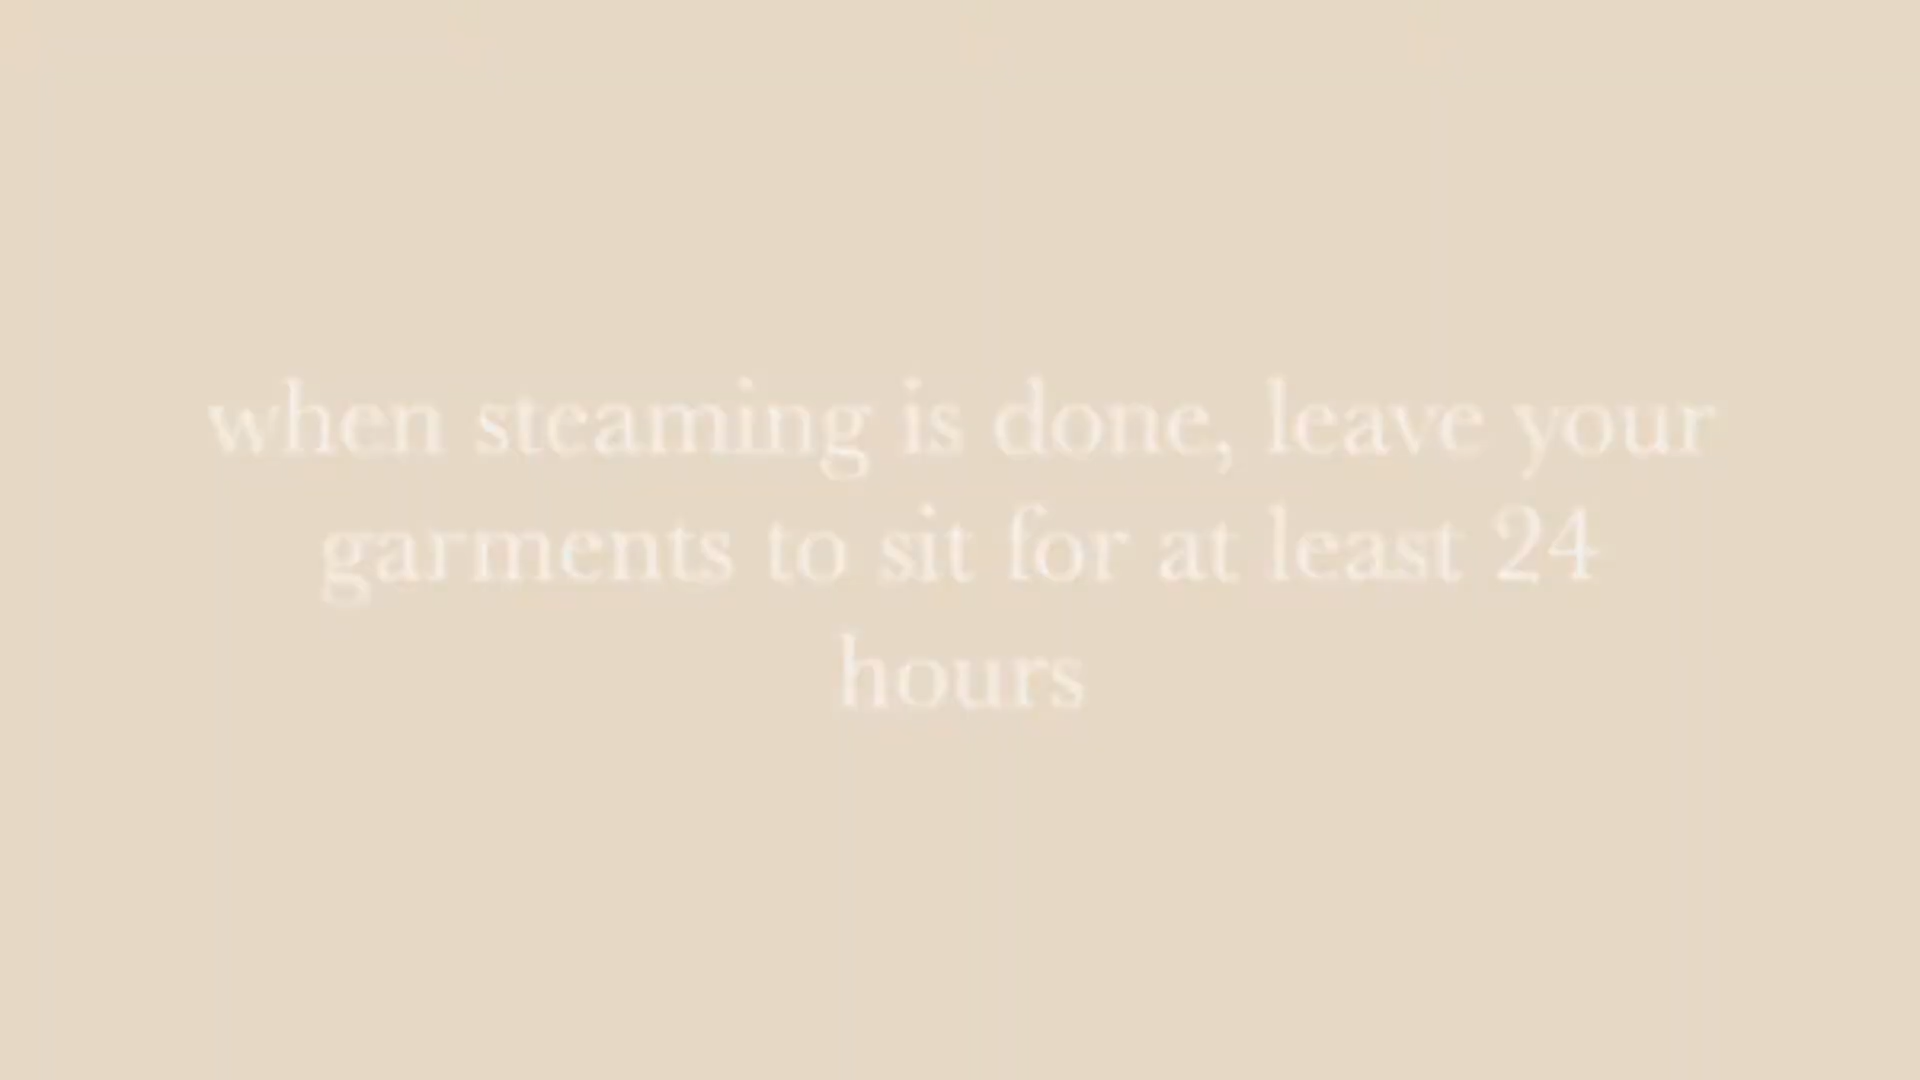 when steaming is done, leave your
garments to sit for at least 24
hours